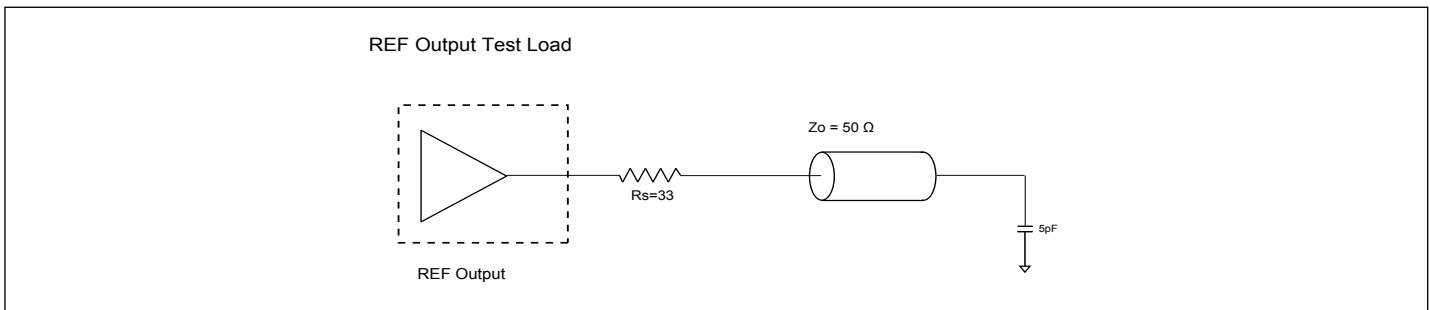 REF Output Test Load
Zo = 50 Ω
Rs=33
5pF
REF Output